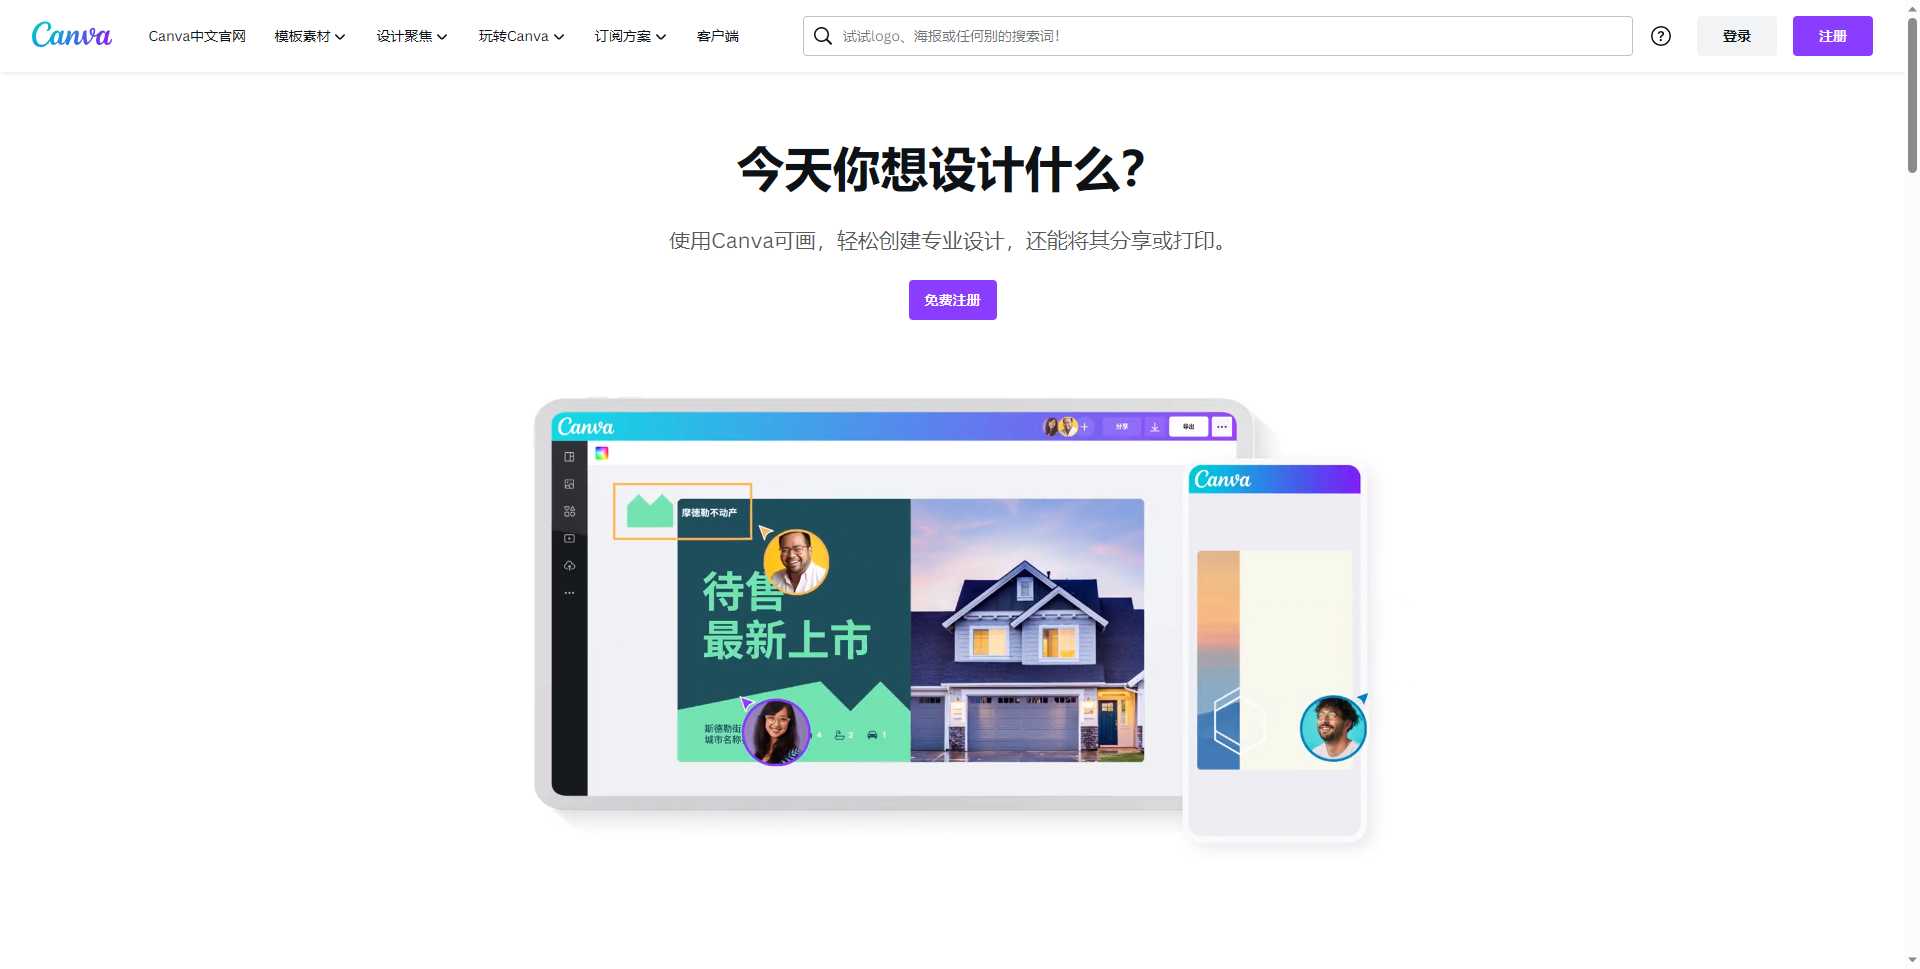 Canva
Canva中文官网
模板素材
设计聚焦
玩转Canva
订阅方案
客户端
试试logo、海报或任何别的搜索词！
登录
注册
今天你想设计什么？
使用Canva可画，轻松创建专业设计，还能将其分享或打印。
免费注册
Canva
分享
导出
摩德勒不动产
待售
最新上市
斯德勒街
城市名称
4
2
1
Canva